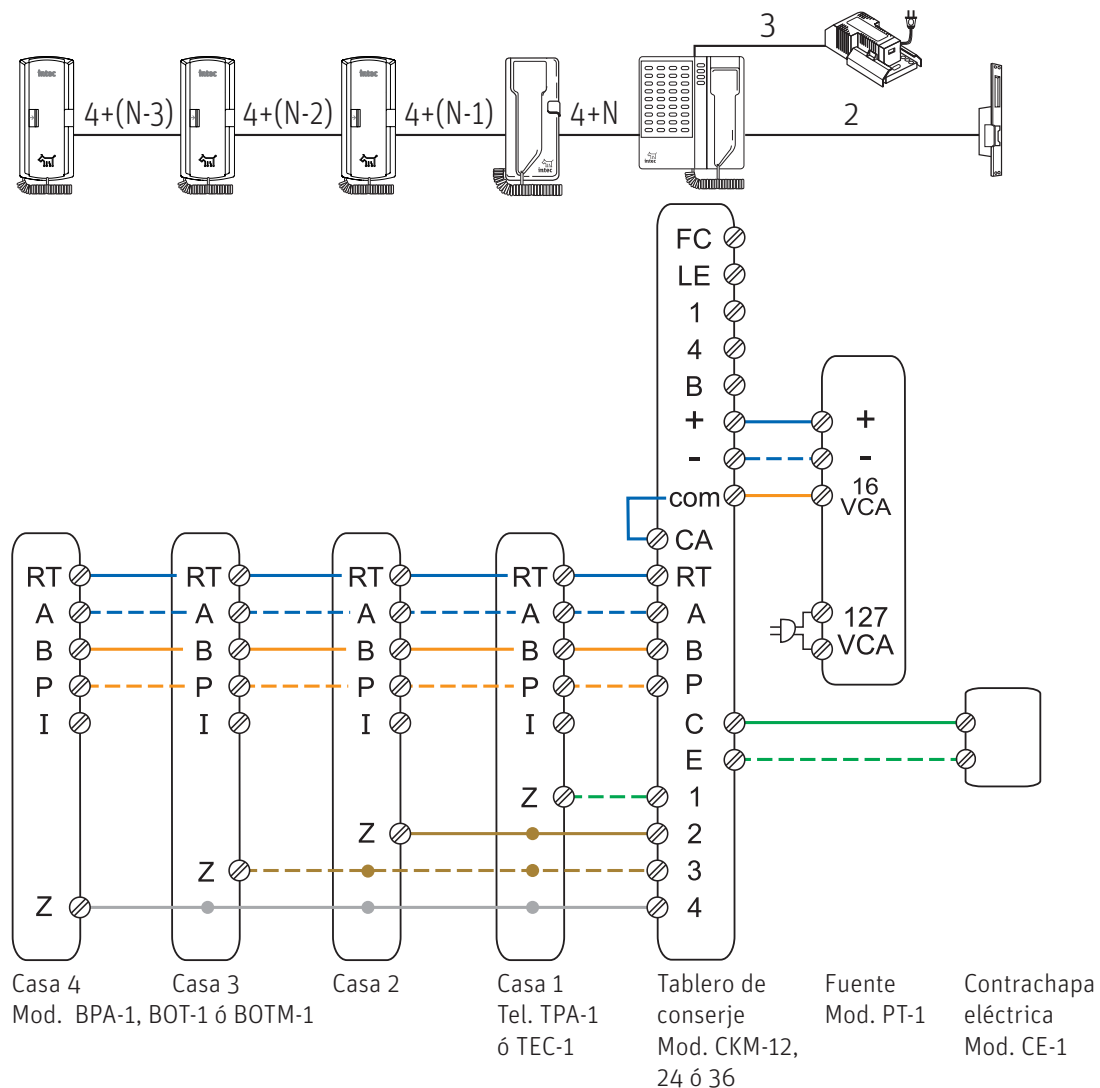 3
intec
intec
intec
4+(N-3)
4+(N-2)
4+(N-1)
4+N
2
intec
intec
FC
LE
1
4
B
+
-
com
CA
RT
A
B
P
C
E
1
2
3
4
+
-
16
VCA
127
VCA
RT
A
B
P
I
Z
RT
A
B
P
I
Z
RT
A
B
P
I
Z
RT
A
B
P
I
Z
Casa 4
Mod. BPA-1, BOT-1 ó BOTM-1
Casa 3
Casa 2
Casa 1
Tel. TPA-1
ó TEC-1
Tablero de
conserje
Mod. CKM-12,
24 ó 36
Fuente
Mod. PT-1
Contrachapa
eléctrica
Mod. CE-1